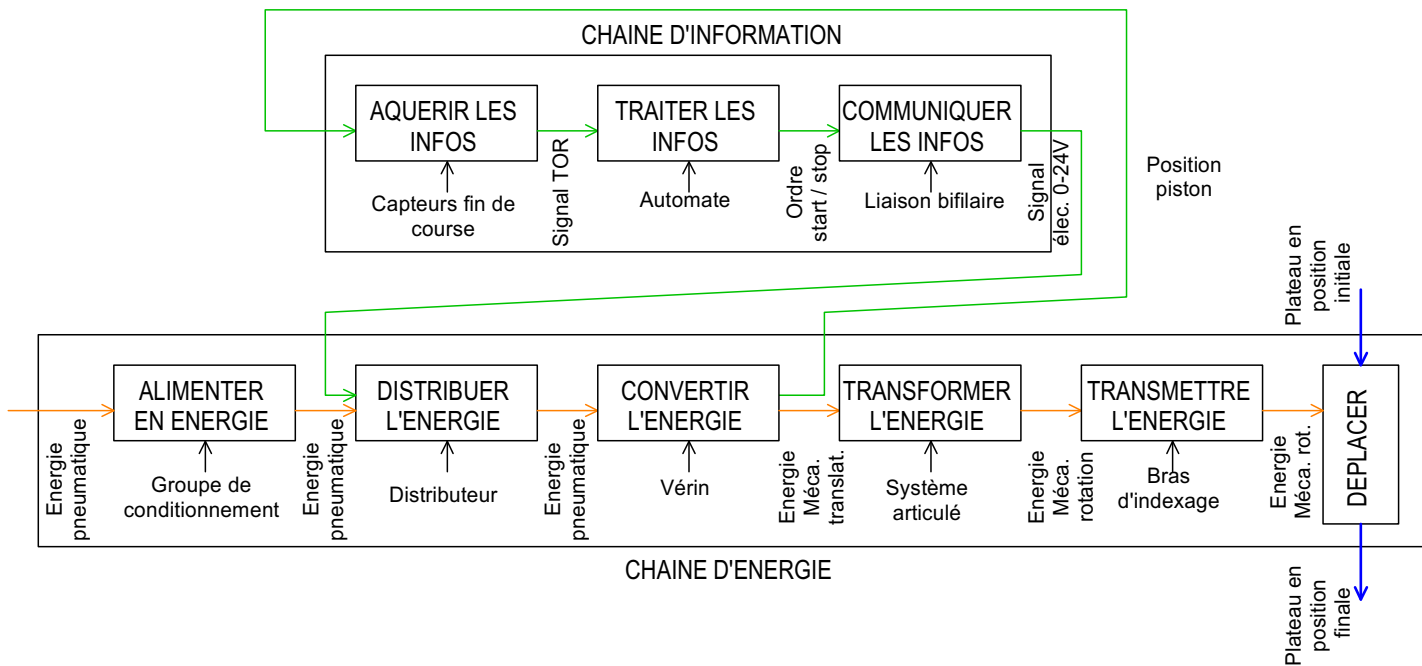 CHAINE D'INFORMATION
AQUERIR LES
INFOS
TRAITER LES
INFOS
COMMUNIQUER
LES INFOS
Capteurs fin de
course
Signal TOR
Automate
Ordre
start / stop
Liaison bifilaire
Signal
élec. 0-24V
Position
piston
Plateau en
position
initiale
ALIMENTER
EN ENERGIE
DISTRIBUER
L'ENERGIE
CONVERTIR
L'ENERGIE
TRANSFORMER
L'ENERGIE
TRANSMETTRE
L'ENERGIE
DEPLACER
Energie
pneumatique
Groupe de
conditionnement
Energie
pneumatique
Distributeur
Energie
pneumatique
Vérin
Energie
Méca.
translat.
Système
articulé
Energie
Méca.
rotation
Bras
d'indexage
Energie
Méca. rot.
CHAINE D'ENERGIE
Plateau en
position
finale